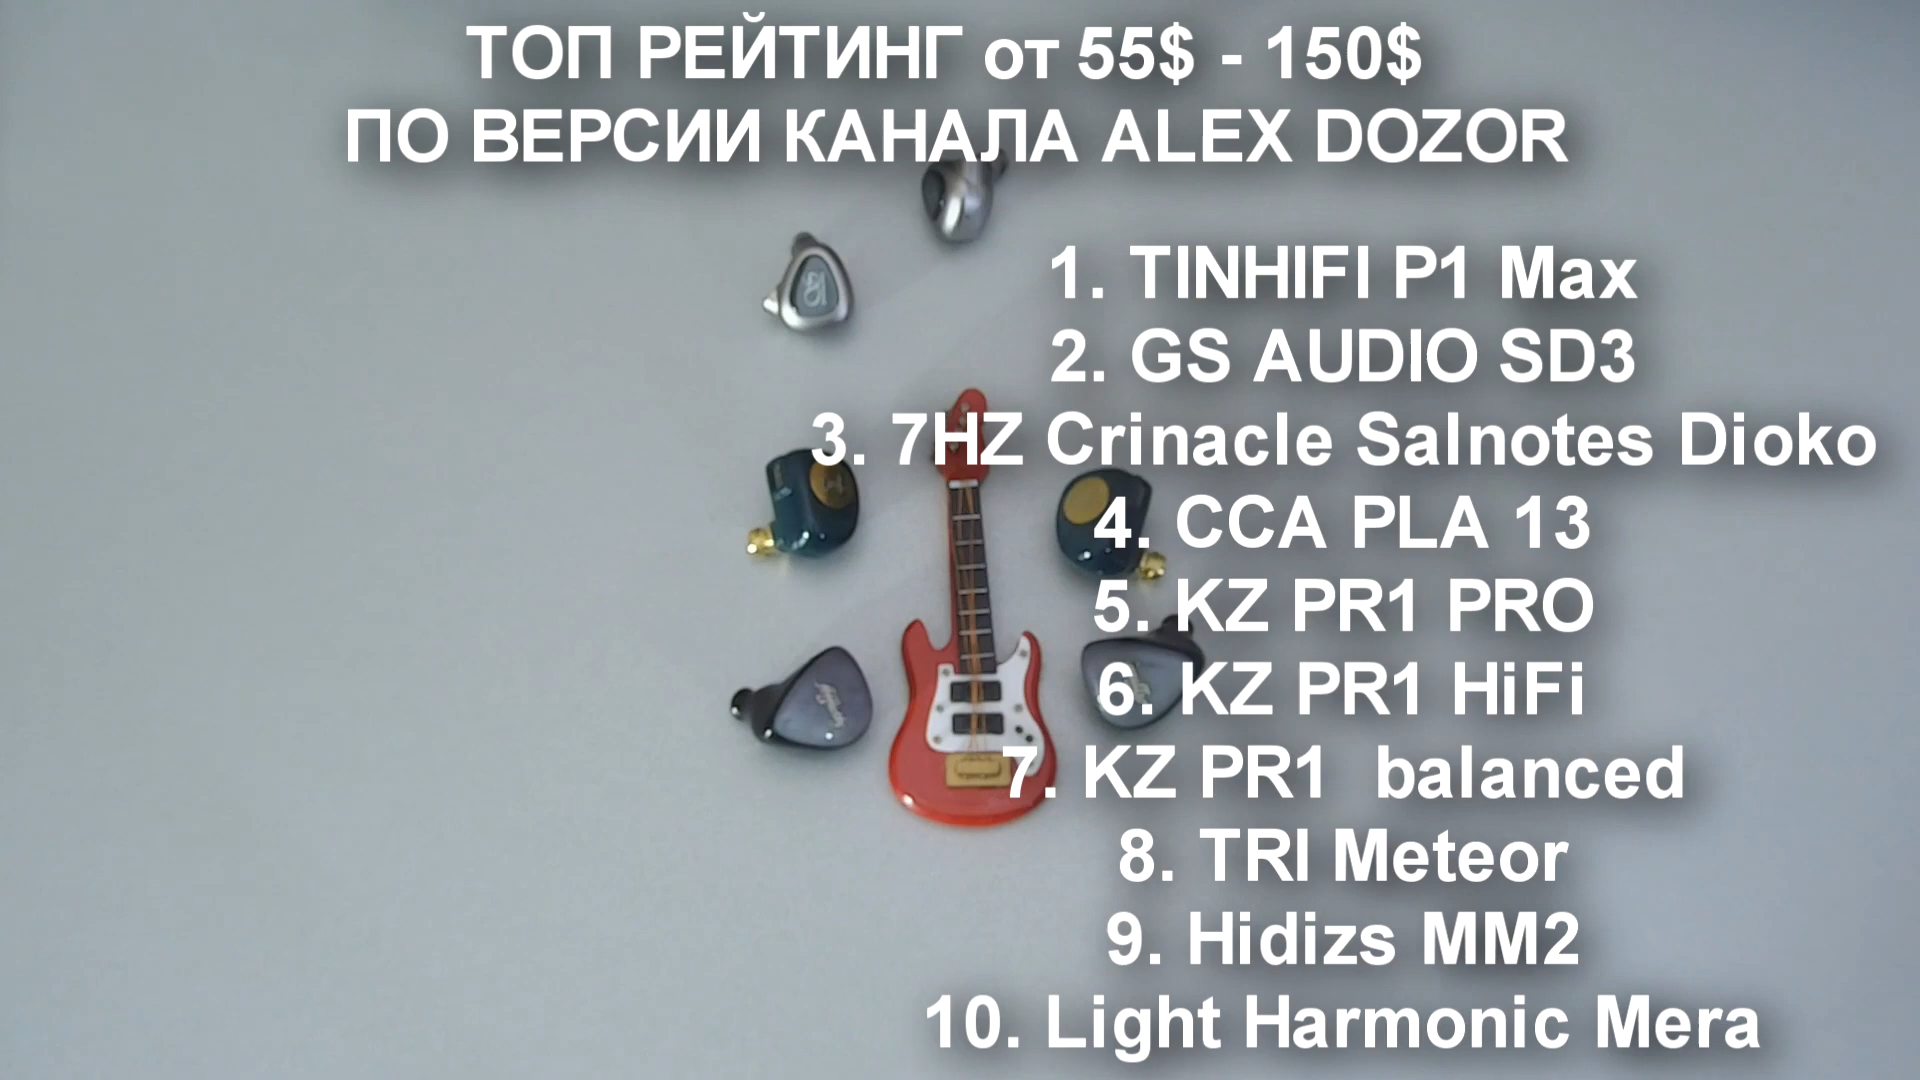 ТОП РЕЙТИНГ от 55$ - 150$
ПО ВЕРСИИ КАНАЛА ALEX DOZOR
1. TINHIFI P1 Max
2. GS AUDIO SD3
3. 7HZ Crinacle Salnotes Dioko
4. CCA PLA 13
5. KZ PR1 PRO
6. KZ PR1 HiFi
7. KZ PR1 balanced
8. TRI Meteor
9. Hidizs MM2
10. Light Harmonic Mera